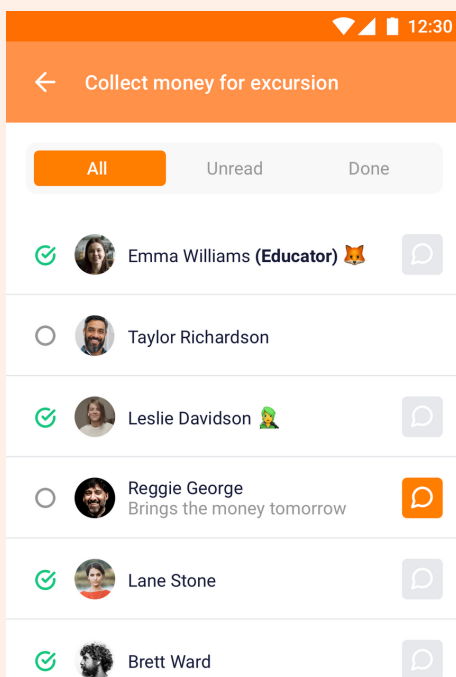 12:30
Collect money for excursion
All Unread Done
Emma Williams (Educator) 🦊
Taylor Richardson
Leslie Davidson 🧝‍♂️
Reggie George
Brings the money tomorrow
Lane Stone
Brett Ward